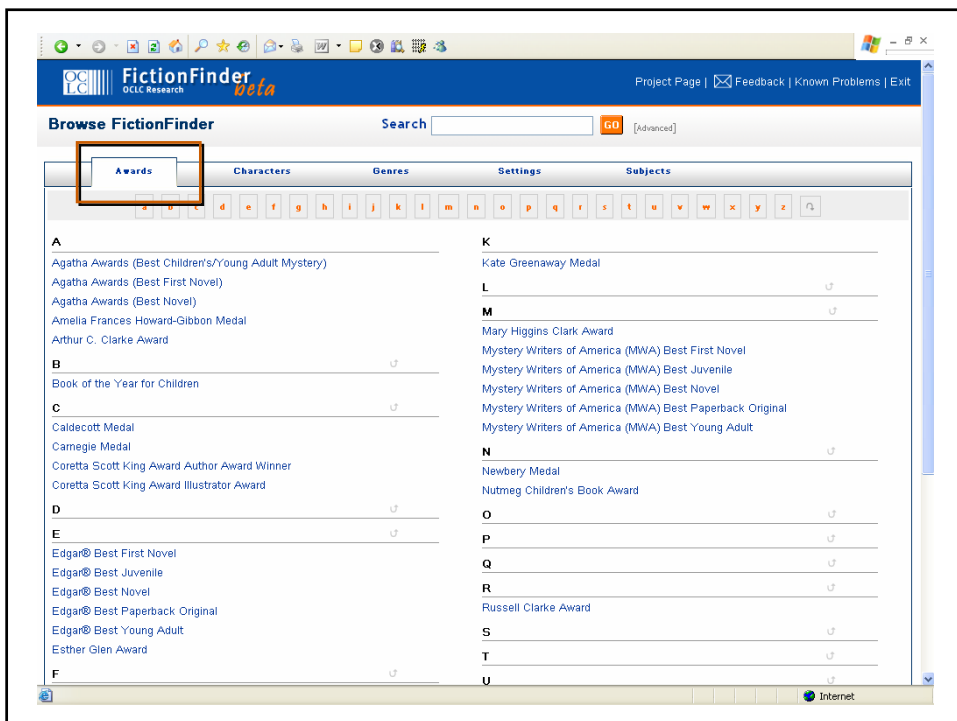 OCLC FictionFinder beta
OCLC Research
Project Page | Feedback | Known Problems | Exit
Browse FictionFinder Search GO [Advanced]
Awards Characters Genres Settings Subjects
a b c d e f g h i j k l m n o p q r s t u v w x y z
A
Agatha Awards (Best Children's/Young Adult Mystery)
Agatha Awards (Best First Novel)
Agatha Awards (Best Novel)
Amelia Frances Howard-Gibbon Medal
Arthur C. Clarke Award
B
Book of the Year for Children
C
Caldecott Medal
Carnegie Medal
Coretta Scott King Award Author Award Winner
Coretta Scott King Award Illustrator Award
D
E
Edgar® Best First Novel
Edgar® Best Juvenile
Edgar® Best Novel
Edgar® Best Paperback Original
Edgar® Best Young Adult
Esther Glen Award
F
K
Kate Greenaway Medal
L
M
Mary Higgins Clark Award
Mystery Writers of America (MWA) Best First Novel
Mystery Writers of America (MWA) Best Juvenile
Mystery Writers of America (MWA) Best Novel
Mystery Writers of America (MWA) Best Paperback Original
Mystery Writers of America (MWA) Best Young Adult
N
Newbery Medal
Nutmeg Children's Book Award
O
P
Q
R
Russell Clarke Award
S
T
U
Internet